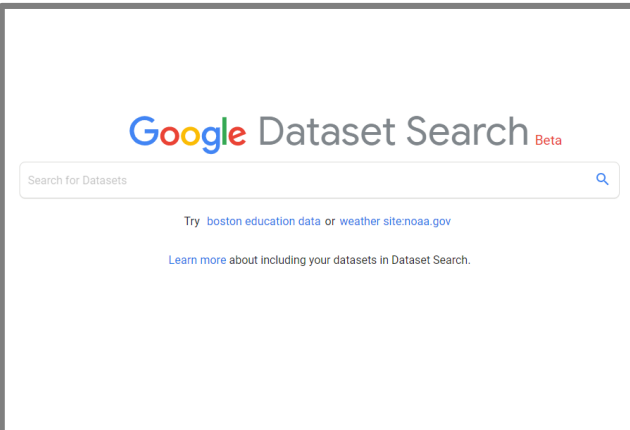 Google Dataset Search Beta
Search for Datasets
Try boston education data or weather site:noaa.gov
Learn more about including your datasets in Dataset Search.